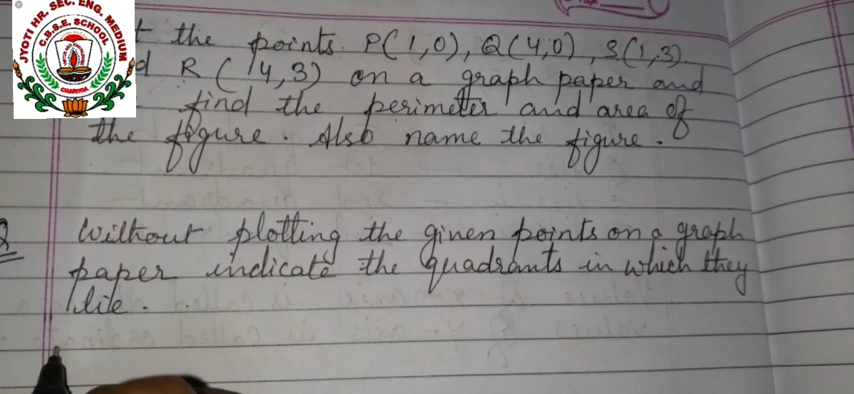 JYOTI HR. SEC. ENG. MEDIUM
C.B.S.E. SCHOOL
t the points P(1,0), Q(4,0), S(1,3)
d R(4,3) on a graph paper and
find the perimeter and area of
the figure. Also name the figure.
Without plotting the given points on a graph
paper indicate the quadrants in which they
lie.